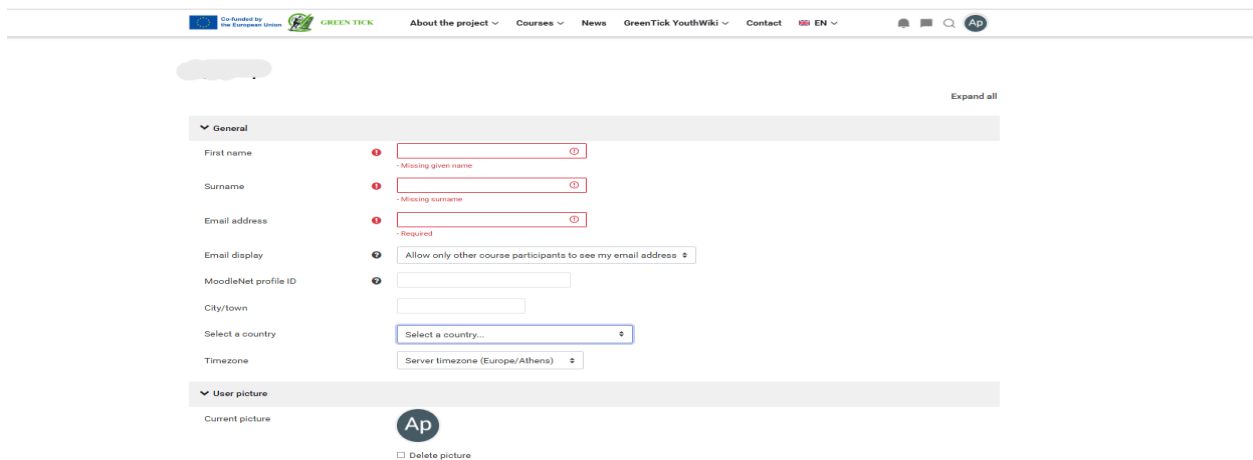 Co-funded by
the European Union
GREEN TICK
About the project Courses News GreenTick YouthWiki Contact EN
Ap
Expand all
General
First name
- Missing given name
Surname
- Missing surname
Email address
- Required
Email display Allow only other course participants to see my email address
MoodleNet profile ID
City/town
Select a country Select a country...
Timezone Server timezone (Europe/Athens)
User picture
Current picture
Ap
Delete picture